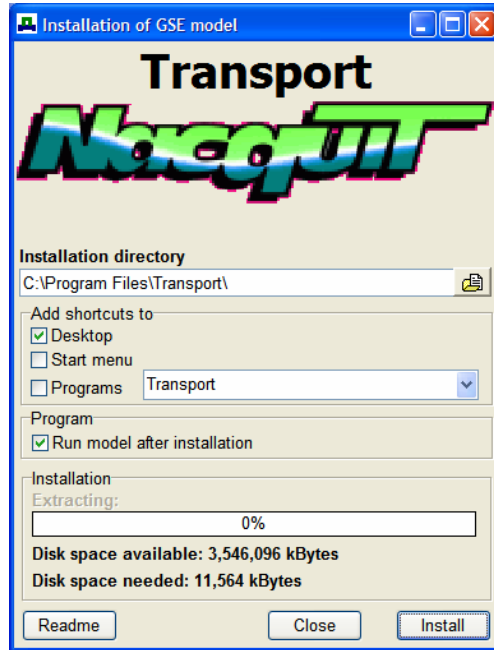 Installation of GSE model
Transport
NacquiT
Installation directory
C:\Program Files\Transport\
Add shortcuts to
Desktop
Start menu
Programs Transport
Program
Run model after installation
Installation
Extracting:
0%
Disk space available: 3,546,096 kBytes
Disk space needed: 11,564 kBytes
Readme Close Install